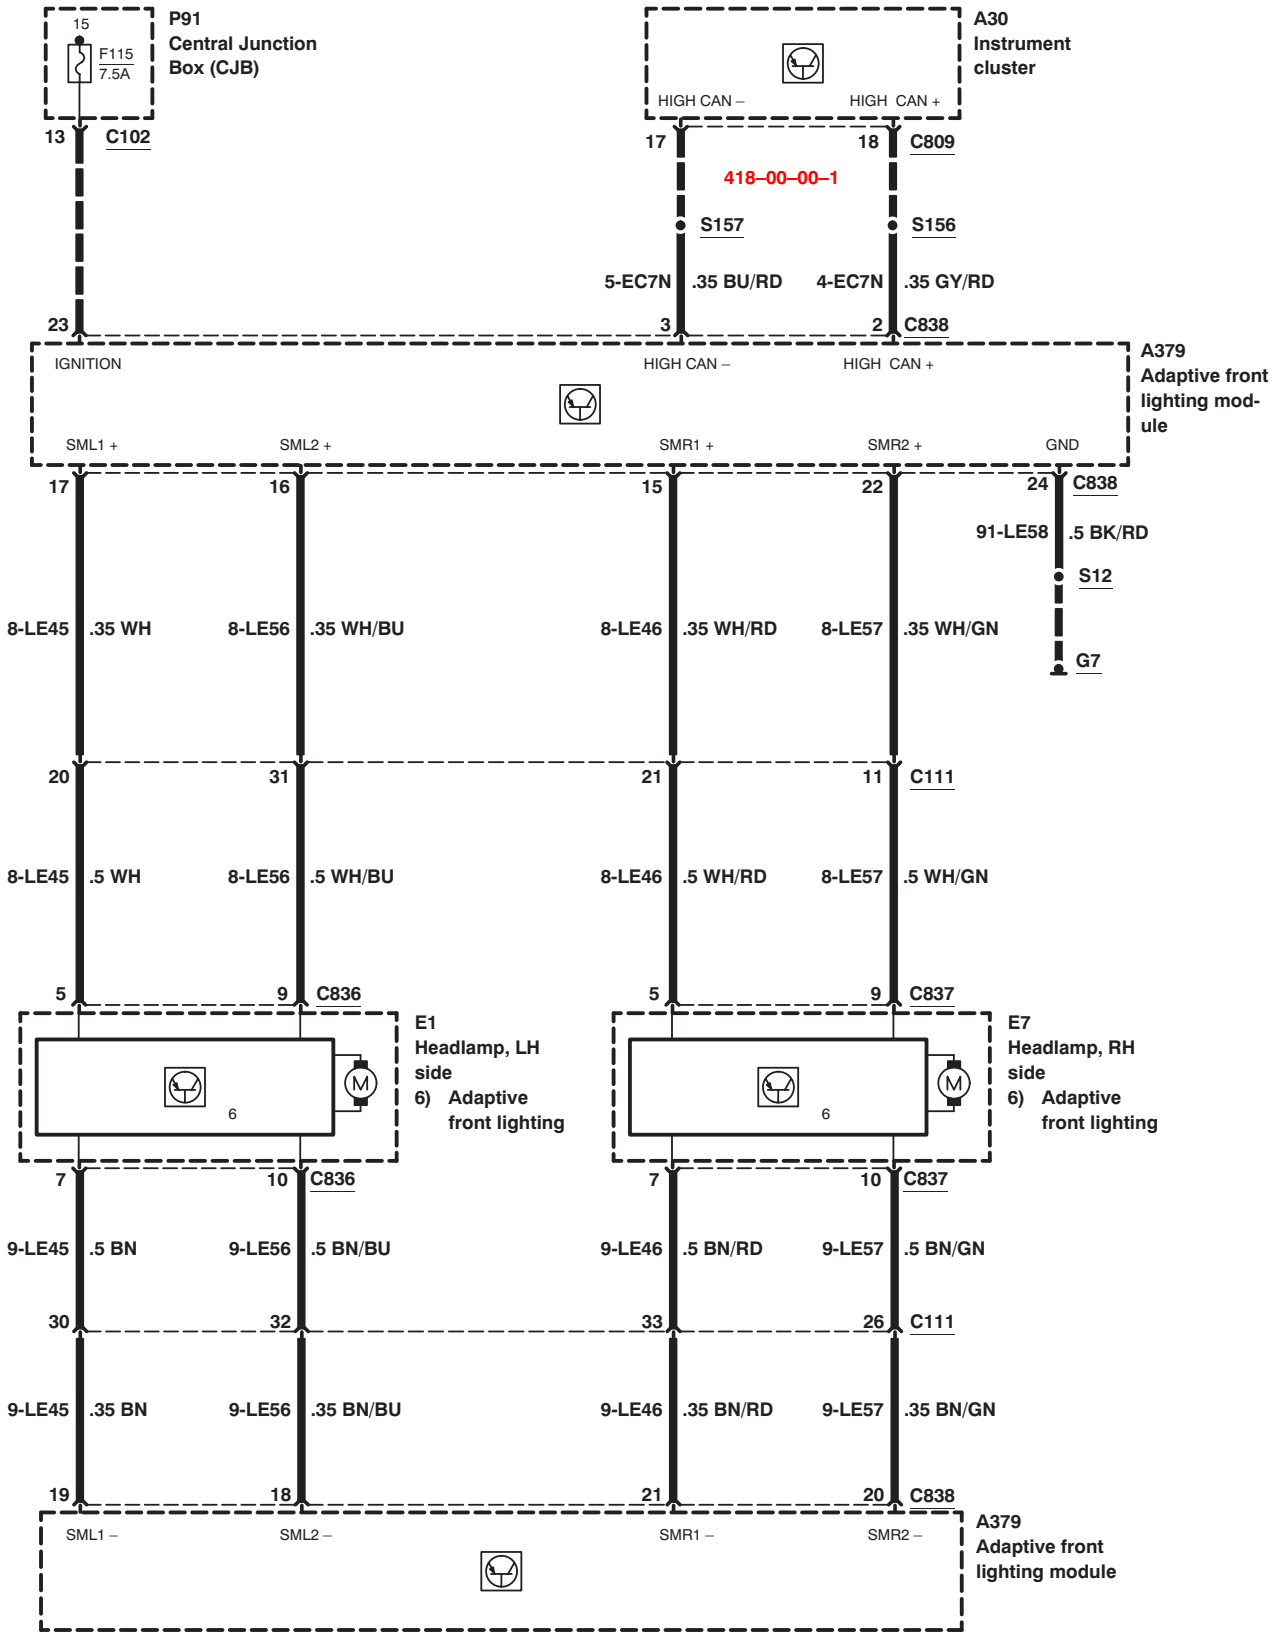 15
F115
7.5A
P91
Central Junction
Box (CJB)
A30
Instrument
cluster
HIGH CAN –
HIGH CAN +
13
C102
17
18
C809
418–00–00–1
S157
S156
5-EC7N
.35 BU/RD
4-EC7N
.35 GY/RD
23
3
2
C838
IGNITION
HIGH CAN –
HIGH CAN +
A379
Adaptive front
lighting mod-
ule
SML1 +
SML2 +
SMR1 +
SMR2 +
GND
17
16
15
22
24
C838
91-LE58
.5 BK/RD
S12
8-LE45
.35 WH
8-LE56
.35 WH/BU
8-LE46
.35 WH/RD
8-LE57
.35 WH/GN
G7
20
31
21
11
C111
8-LE45
.5 WH
8-LE56
.5 WH/BU
8-LE46
.5 WH/RD
8-LE57
.5 WH/GN
5
9
C836
5
9
C837
E1
Headlamp, LH
side
6) Adaptive
front lighting
M
6
E7
Headlamp, RH
side
6) Adaptive
front lighting
M
6
7
10
C836
7
10
C837
9-LE45
.5 BN
9-LE56
.5 BN/BU
9-LE46
.5 BN/RD
9-LE57
.5 BN/GN
30
32
33
26
C111
9-LE45
.35 BN
9-LE56
.35 BN/BU
9-LE46
.35 BN/RD
9-LE57
.35 BN/GN
19
18
21
20
C838
SML1 –
SML2 –
SMR1 –
SMR2 –
A379
Adaptive front
lighting module